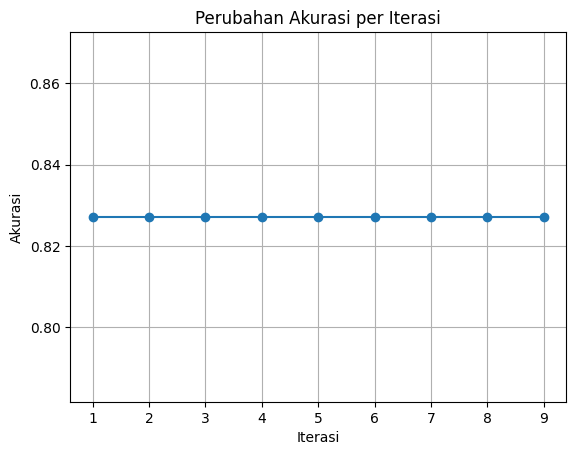 Perubahan Akurasi per Iterasi
0.86
0.84
0.82
0.80
Akurasi
1 2 3 4 5 6 7 8 9
Iterasi